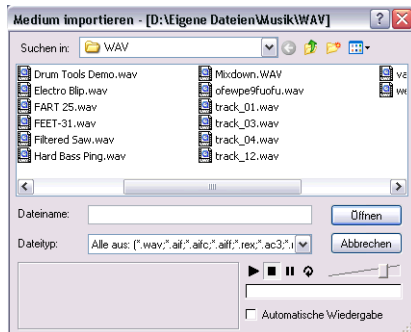 Medium importieren - [D:\Eigene Dateien\Musik\WAV]
Suchen in: WAV
Drum Tools Demo.wav
Electro Blip.wav
FART 25.wav
FEET-31.wav
Filtered Saw.wav
Hard Bass Ping.wav
Mixdown.WAV
ofewpe9fuofu.wav
track_01.wav
track_03.wav
track_04.wav
track_12.wav
va
we
Dateiname:
Öffnen
Dateityp: Alle aus: (*.wav;*.aif;*.aifc;*.aiff;*.rex;*.ac3;*.
Abbrechen
Automatische Wiedergabe